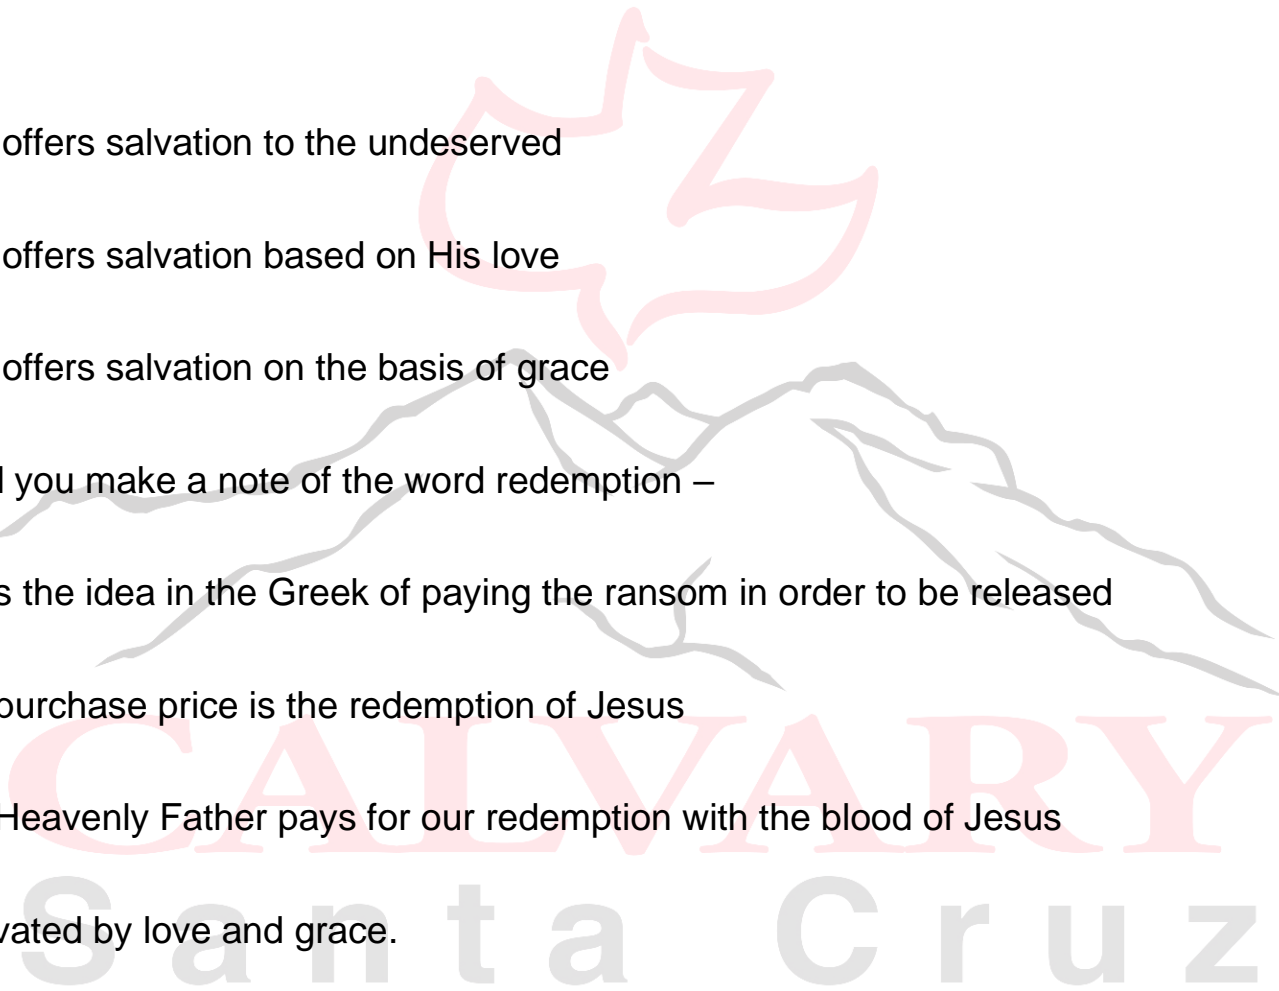 offers salvation to the undeserved
offers salvation based on His love
offers salvation on the basis of grace
you make a note of the word redemption –
s the idea in the Greek of paying the ransom in order to be released
purchase price is the redemption of Jesus
CALVARY
Heavenly Father pays for our redemption with the blood of Jesus
Santa Cruz
vated by love and grace.